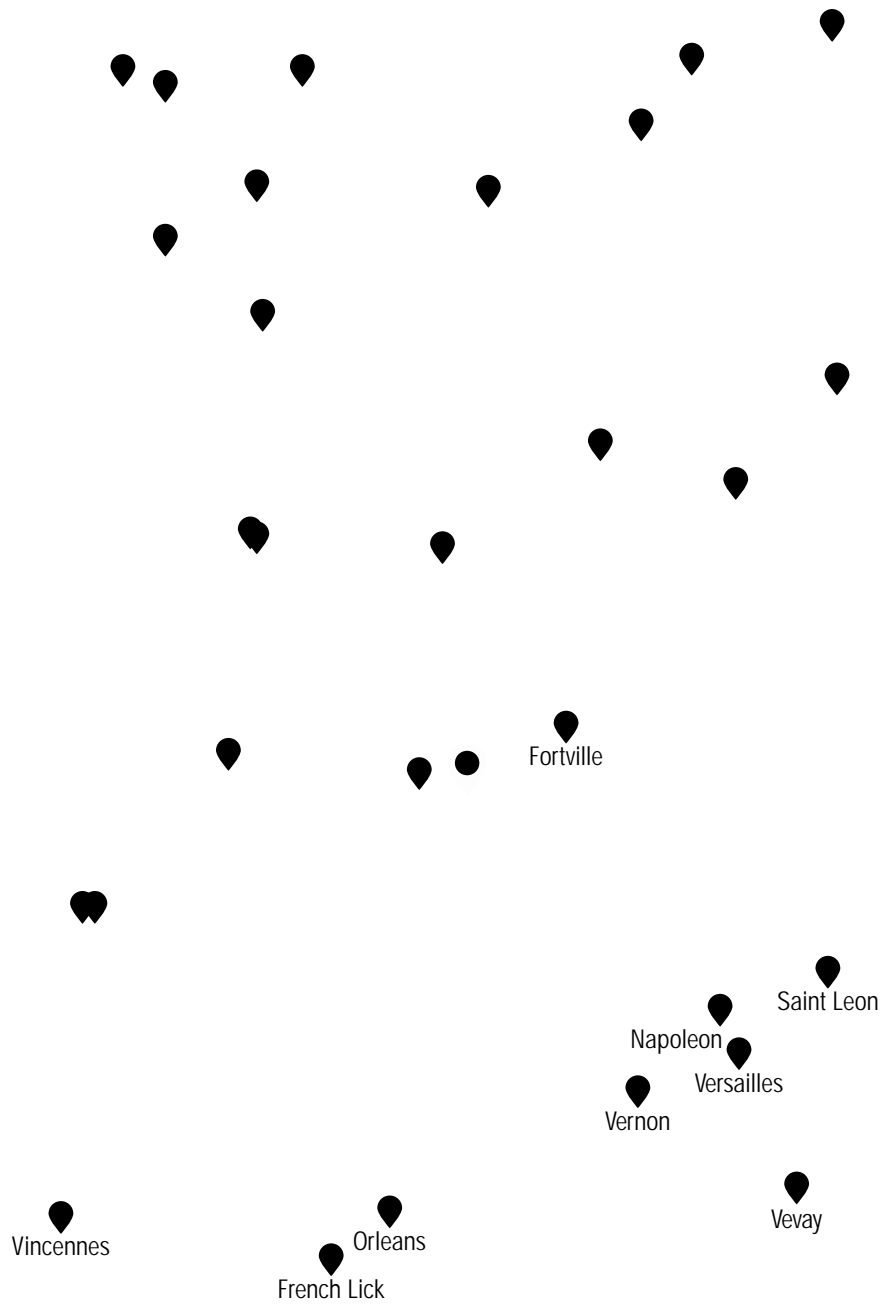 Fortville
Saint Leon
Napoleon
Versailles
Vernon
Vevay
Vincennes
Orleans
French Lick